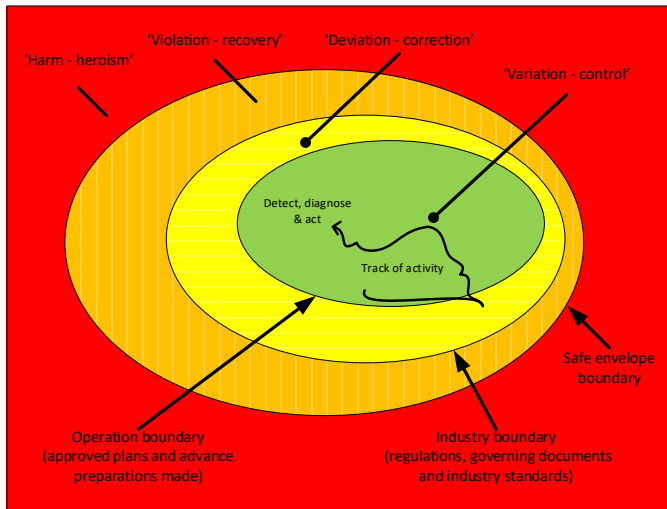 ‘Violation - recovery’
‘Deviation - correction’
‘Harm - heroism’
‘Variation - control’
Detect, diagnose
& act
Track of activity
Safe envelope
boundary
Operation boundary
(approved plans and advance
preparations made)
Industry boundary
(regulations, governing documents
and industry standards)